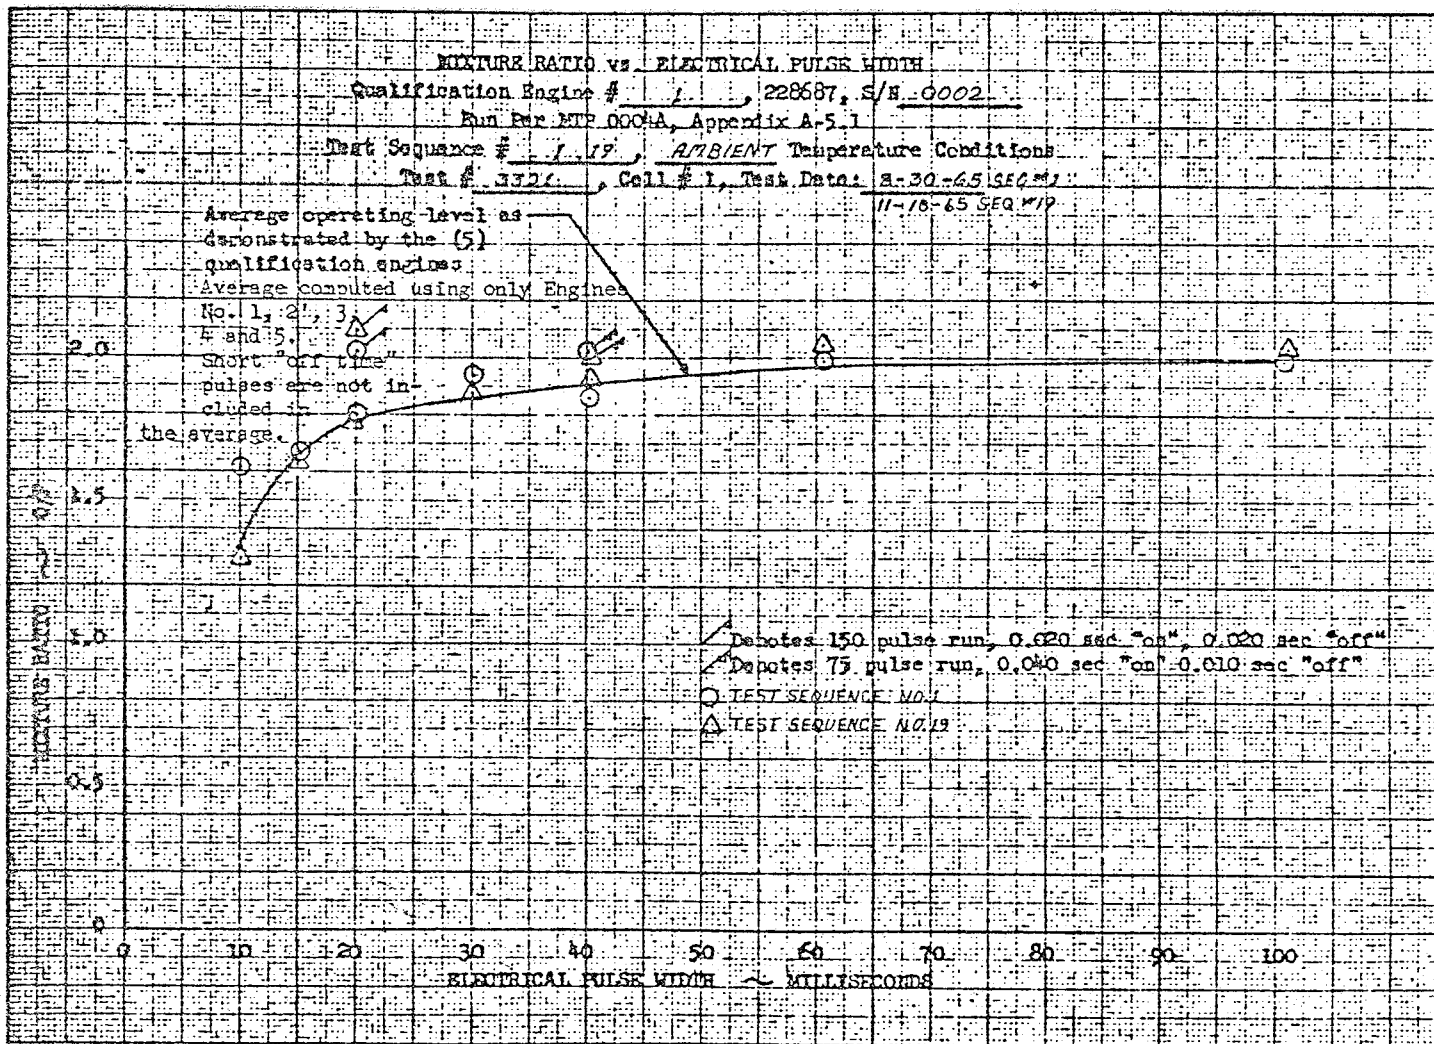 MIXTURE RATIO vs. ELECTRICAL PULSE WIDTH
Qualification Engine # 1, 228687, S/N 0002
Run Per MTP 0004A, Appendix A-5.1
Test Sequence # 1, 19, AMBIENT Temperature Conditions
Test #, Cell # 1, Test Date: 8-30-65 SEQ #1
11-18-65 SEQ #19
Average operating level as
demonstrated by the (5)
qualification engines
Average computed using only Engines
No. 1, 2', 3,
4 and 5.
Short "off time"
pulses are not in-
cluded in
the average.
2.0
1.5
1.0
0.5
0
MIXTURE RATIO ~ O/F
Denotes 150 pulse run, 0.020 sec "on", 0.020 sec "off"
Denotes 75 pulse run, 0.040 sec "on" 0.010 sec "off"
TEST SEQUENCE NO.1
TEST SEQUENCE NO.19
0 10 20 30 40 50 60 70 80 90 100
ELECTRICAL PULSE WIDTH ~ MILLISECONDS